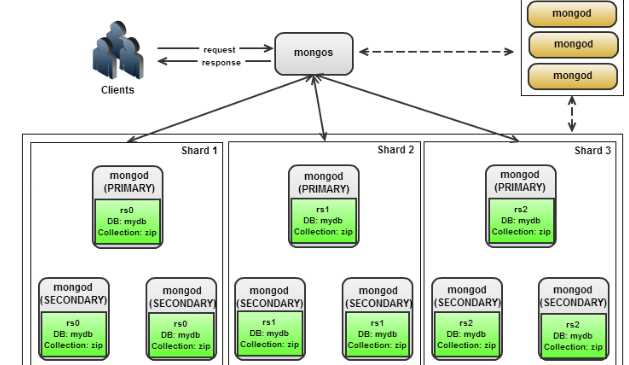 mongod
mongod
mongod
request
response
mongos
Clients
Shard 1
Shard 2
Shard 3
mongod
(PRIMARY)
rs0
DB: mydb
Collection: zip
mongod
(PRIMARY)
rs1
DB: mydb
Collection: zip
mongod
(PRIMARY)
rs2
DB: mydb
Collection: zip
mongod
(SECONDARY)
rs0
DB: mydb
Collection: zip
mongod
(SECONDARY)
rs0
DB: mydb
Collection: zip
mongod
(SECONDARY)
rs1
DB: mydb
Collection: zip
mongod
(SECONDARY)
rs1
DB: mydb
Collection: zip
mongod
(SECONDARY)
rs2
DB: mydb
Collection: zip
mongod
(SECONDARY)
rs2
DB: mydb
Collection: zip